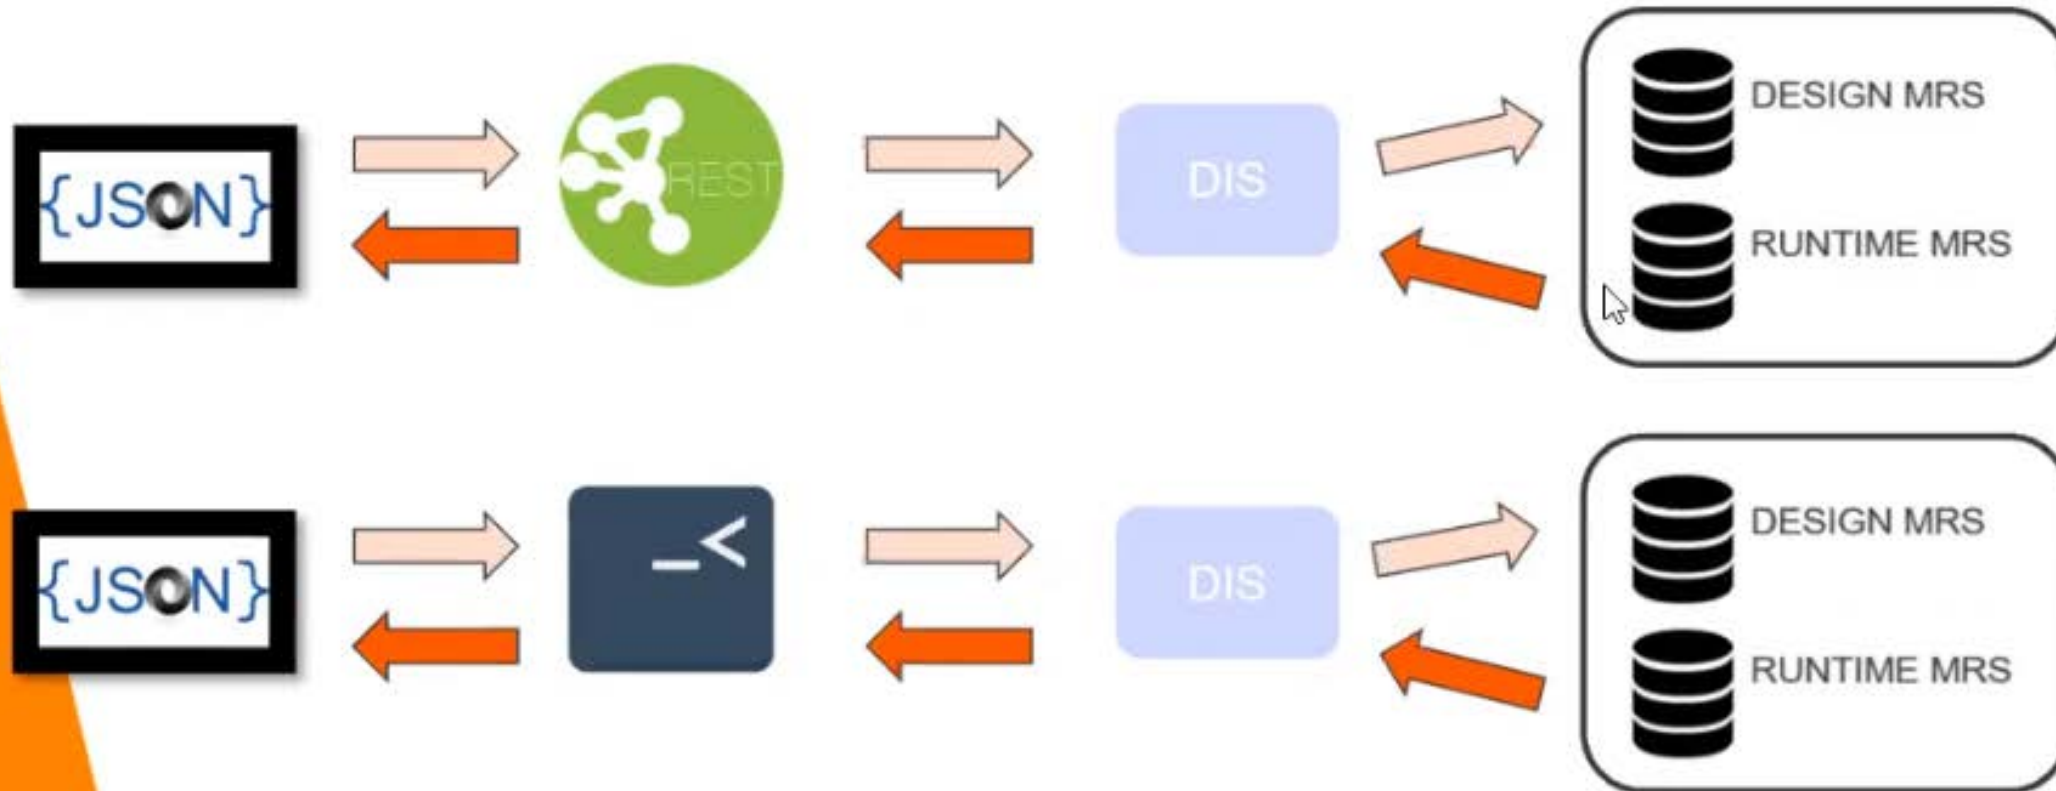 {JSON}
REST
DIS
DESIGN MRS
RUNTIME MRS
{JSON}
_<
DIS
DESIGN MRS
RUNTIME MRS